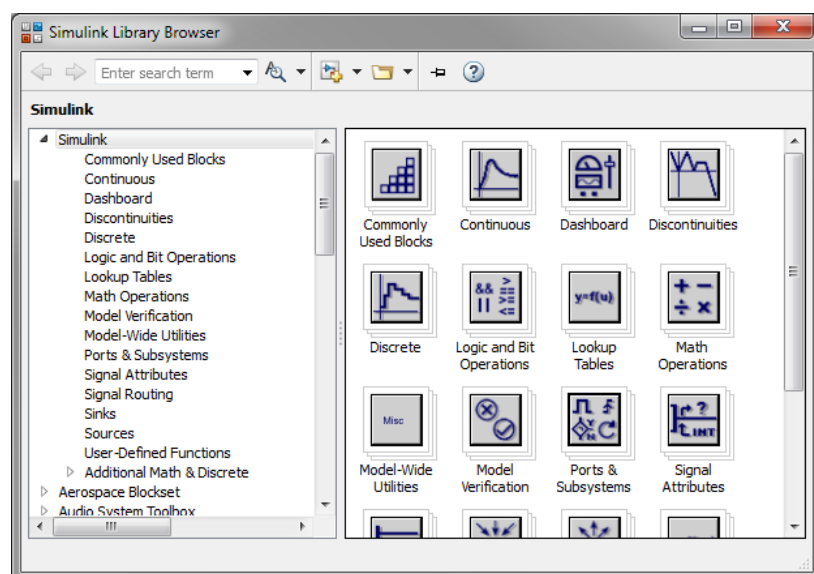 Simulink Library Browser
Enter search term
Simulink
Simulink
Commonly Used Blocks
Continuous
Dashboard
Discontinuities
Discrete
Logic and Bit Operations
Lookup Tables
Math Operations
Model Verification
Model-Wide Utilities
Ports & Subsystems
Signal Attributes
Signal Routing
Sinks
Sources
User-Defined Functions
Additional Math & Discrete
Aerospace Blockset
Audio System Toolbox
Commonly
Used Blocks
Continuous
Dashboard
Discontinuities
&& >
== 
|| >=
<=
y=f(u)
+ −
÷ ×
Discrete
Logic and Bit
Operations
Lookup
Tables
Math
Operations
Misc
Y
N
?
INT
Model-Wide
Utilities
Model
Verification
Ports &
Subsystems
Signal
Attributes